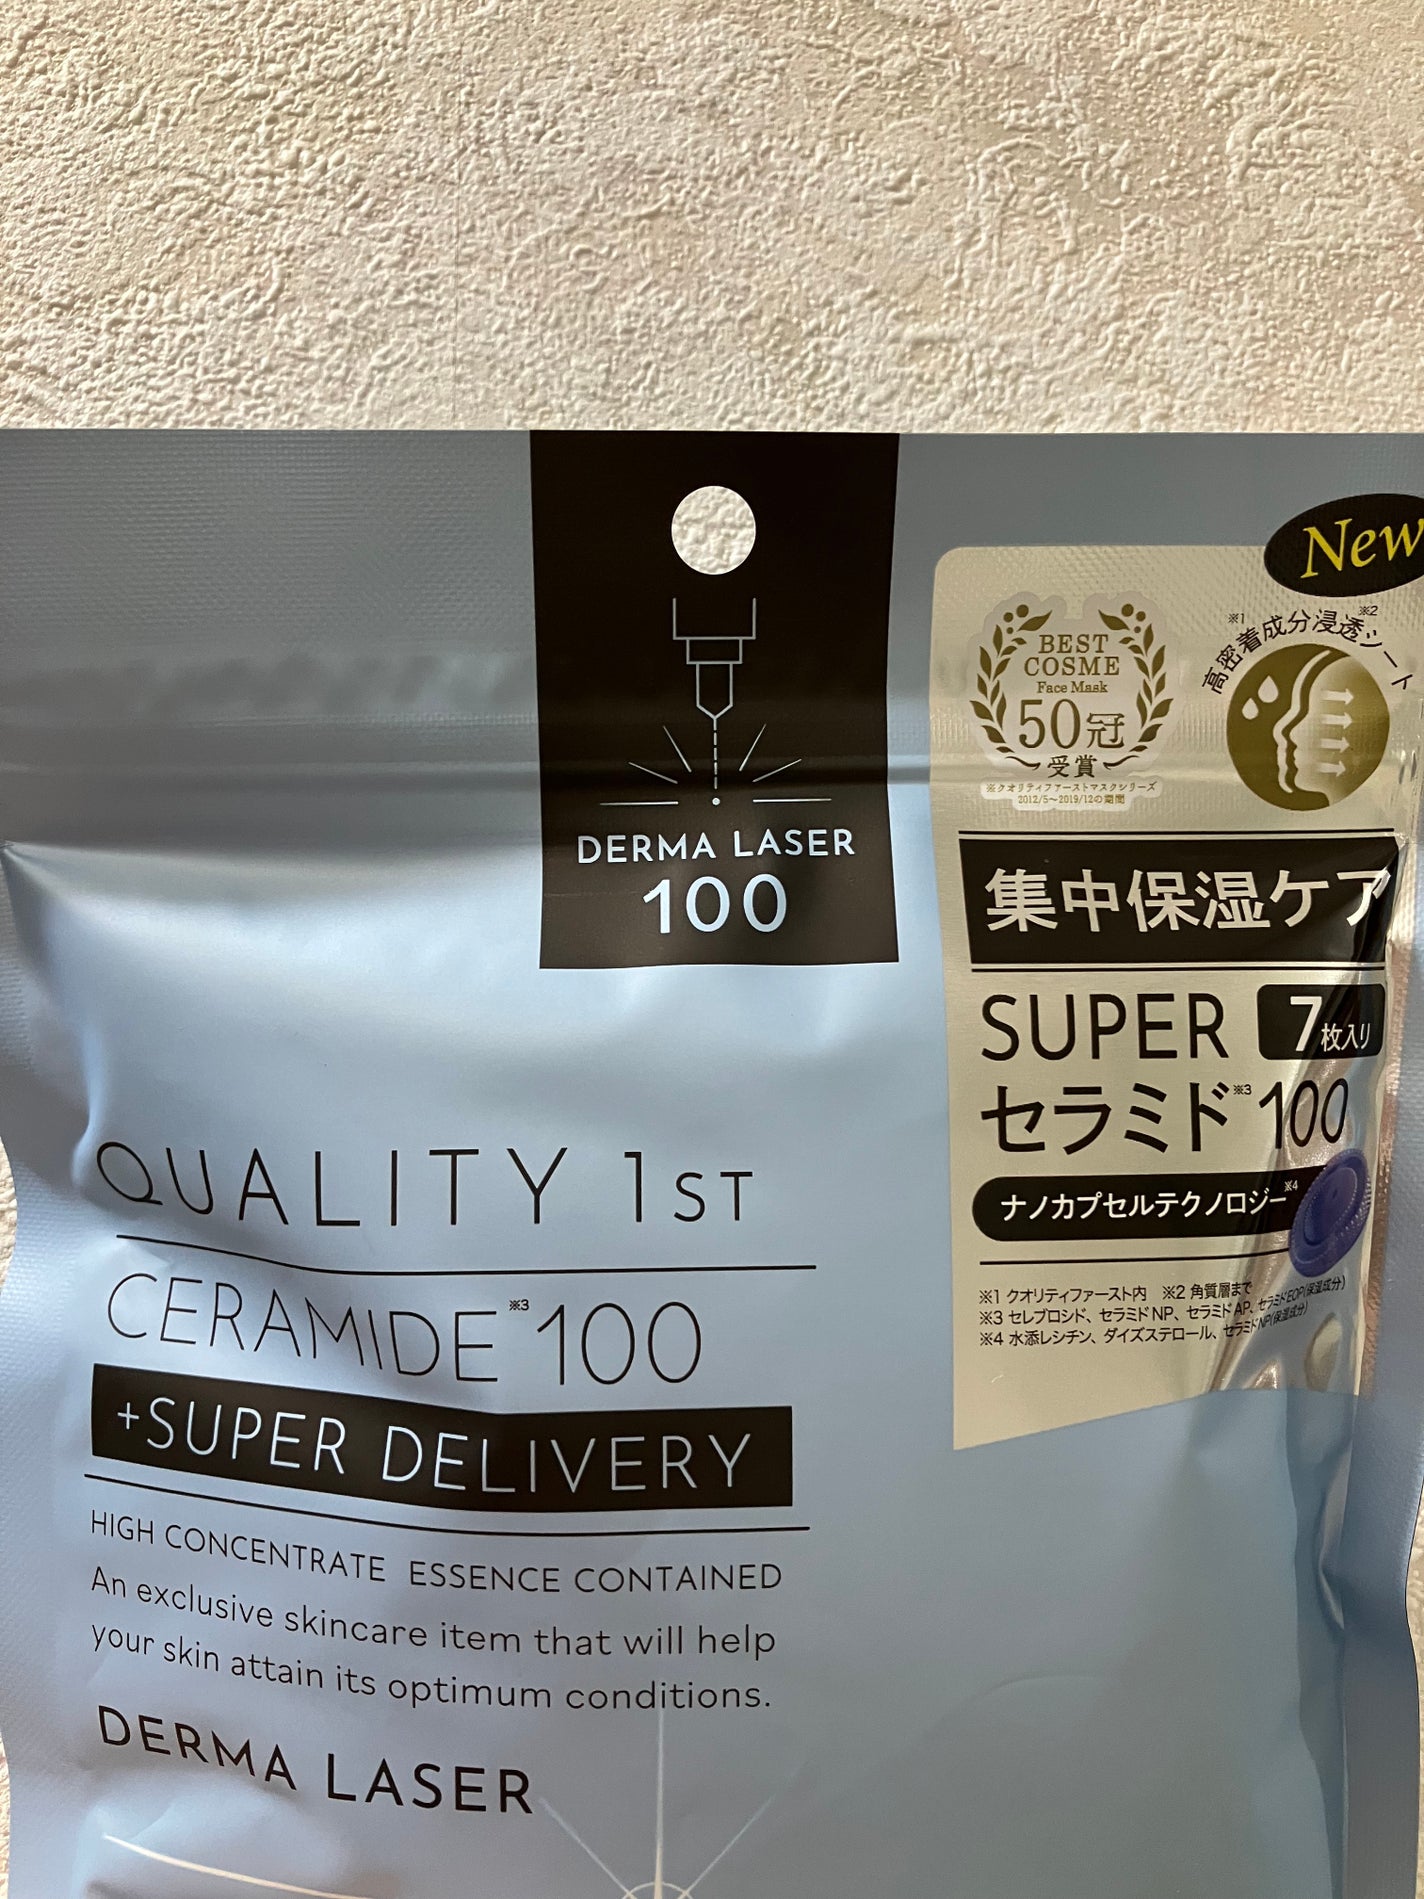 DERMA LASER
100
New
BEST
COSME
Face Mask
50冠
受賞
※クオリティファーストマスクシリーズ
2012/5～2019/12の期間
高密着※1成分浸透※2シート
集中保湿ケア
SUPER 7枚入り
セラミド※3 100
ナノカプセルテクノロジー※4
※1 クオリティファースト内 ※2 角質層まで
※3 セレブロシド、セラミドNP、セラミドAP、セラミドEOP(保湿成分)
※4 水添レシチン、ダイズステロール、セラミドNP(保湿成分)
QUALITY 1ST
CERAMIDE※3 100
+SUPER DELIVERY
HIGH CONCENTRATE ESSENCE CONTAINED
An exclusive skincare item that will help
your skin attain its optimum conditions.
DERMA LASER